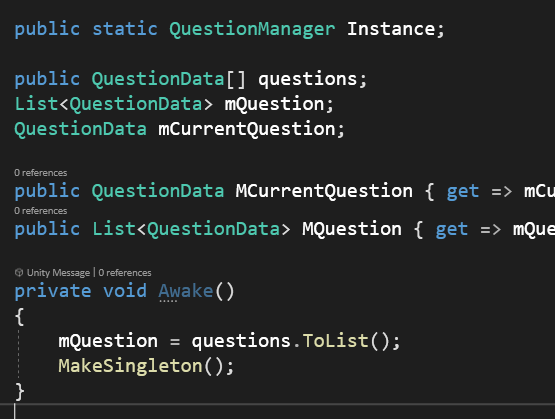 public static QuestionManager Instance;
public QuestionData[] questions;
List<QuestionData> mQuestion;
QuestionData mCurrentQuestion;
0 references
public QuestionData MCurrentQuestion { get => mCu
0 references
public List<QuestionData> MQuestion { get => mQue
Unity Message | 0 references
private void Awake()
{
mQuestion = questions.ToList();
MakeSingleton();
}